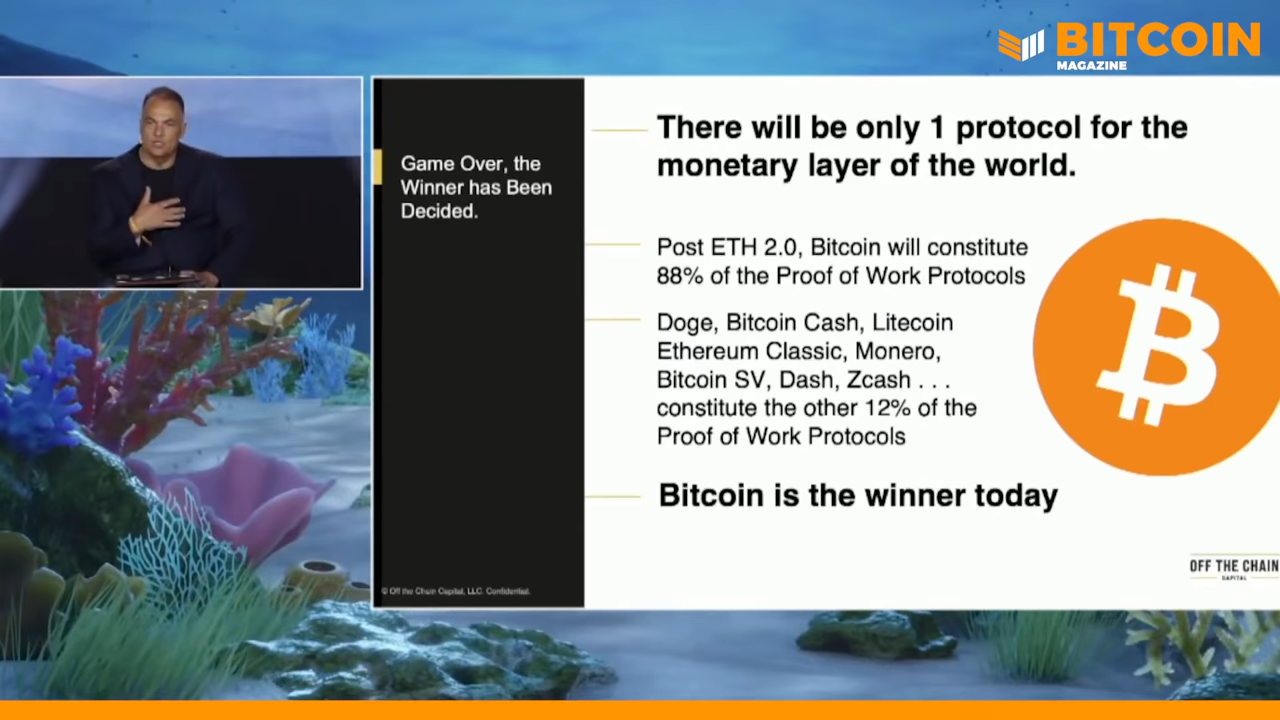 BITCOIN
MAGAZINE
Game Over, the
Winner has Been
Decided.
© Off the Chain Capital, LLC. Confidential.
There will be only 1 protocol for the
monetary layer of the world.
Post ETH 2.0, Bitcoin will constitute
88% of the Proof of Work Protocols
Doge, Bitcoin Cash, Litecoin
Ethereum Classic, Monero,
Bitcoin SV, Dash, Zcash . . .
constitute the other 12% of the
Proof of Work Protocols
Bitcoin is the winner today
OFF THE CHAIN
CAPITAL